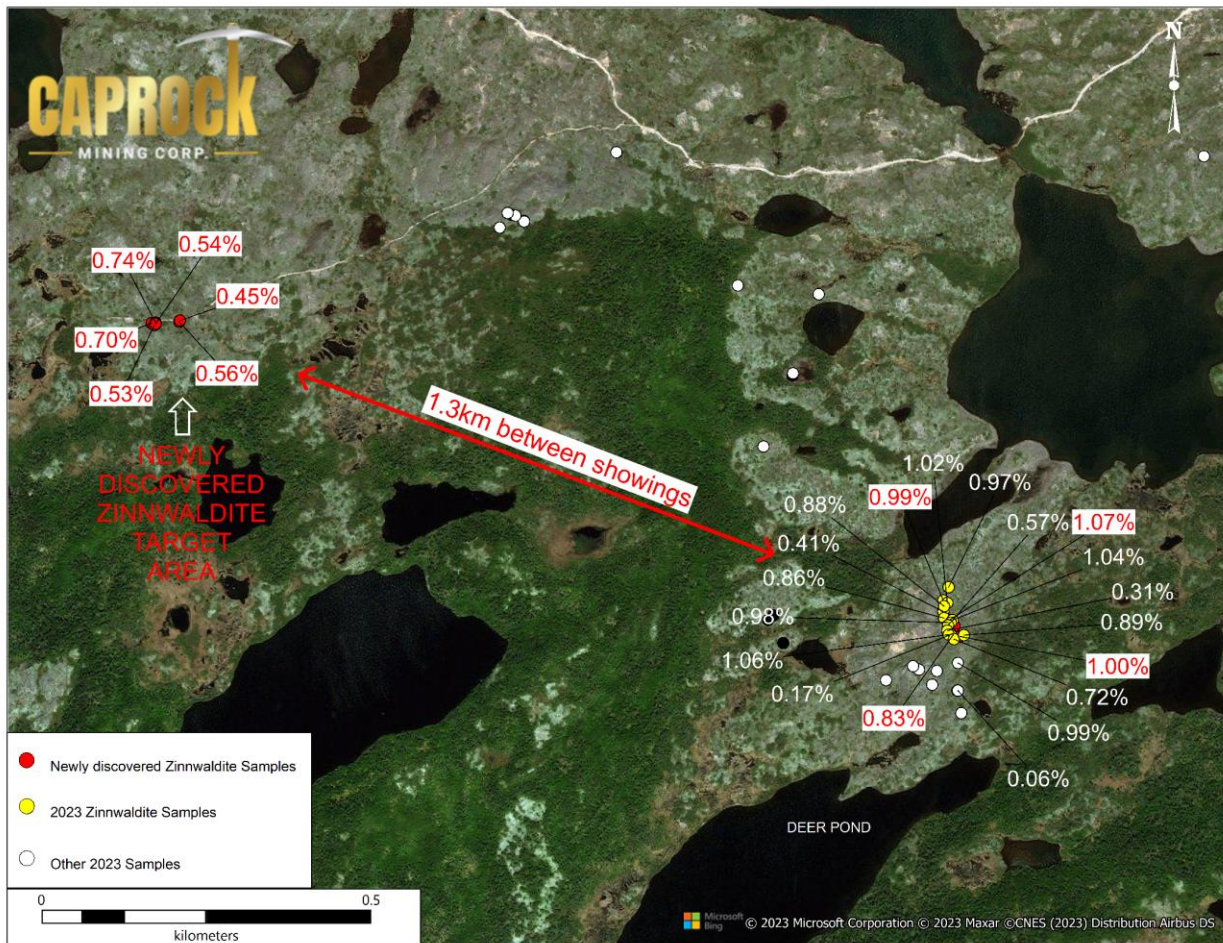 CAPROCK
MINING CORP.
N
0.54%
0.74%
0.45%
0.70%
0.56%
0.53%
NEWLY
DISCOVERED
ZINNWALDITE
TARGET
AREA
1.3km between showings
1.02%
0.99%
0.97%
0.88%
0.57%
1.07%
0.41%
1.04%
0.86%
0.31%
0.98%
0.89%
1.06%
1.00%
0.17%
0.72%
0.83%
0.99%
0.06%
DEER POND
Newly discovered Zinnwaldite Samples
2023 Zinnwaldite Samples
Other 2023 Samples
0 0.5
kilometers
Microsoft
Bing
© 2023 Microsoft Corporation © 2023 Maxar ©CNES (2023) Distribution Airbus DS